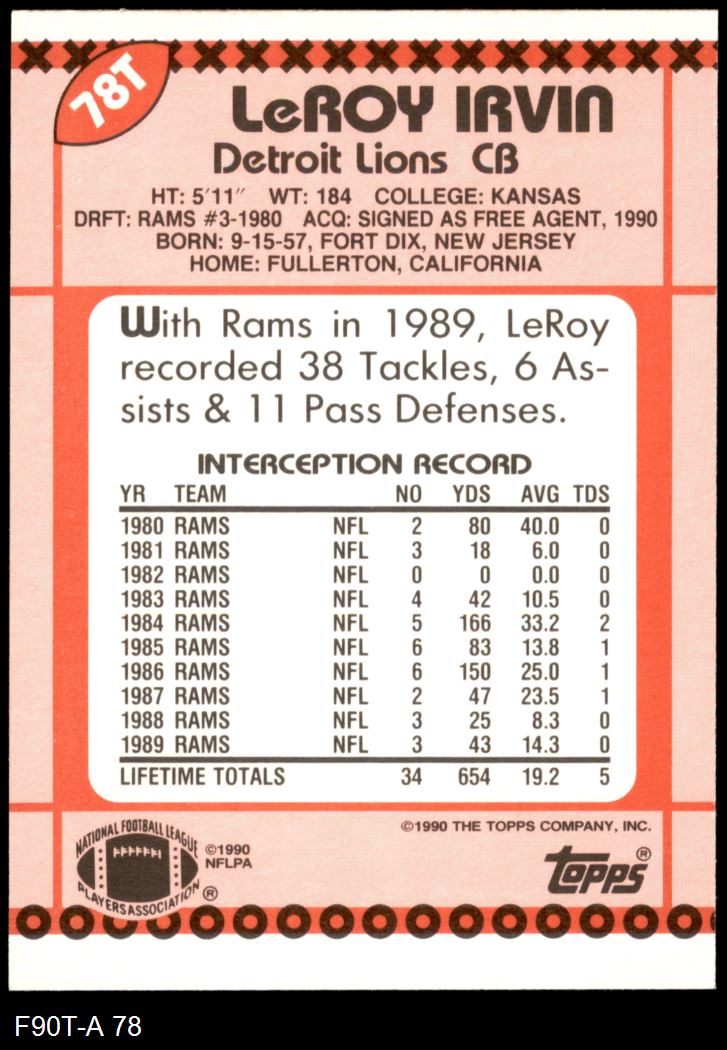 78T
LeROY IRVIN
Detroit Lions CB
HT: 5'11" WT: 184 COLLEGE: KANSAS
DRFT: RAMS #3-1980 ACQ: SIGNED AS FREE AGENT, 1990
BORN: 9-15-57, FORT DIX, NEW JERSEY
HOME: FULLERTON, CALIFORNIA
With Rams in 1989, LeRoy
recorded 38 Tackles, 6 As-
sists & 11 Pass Defenses.
INTERCEPTION RECORD
YR TEAM NO YDS AVG TDS
1980 RAMS NFL 2 80 40.0 0
1981 RAMS NFL 3 18 6.0 0
1982 RAMS NFL 0 0 0.0 0
1983 RAMS NFL 4 42 10.5 0
1984 RAMS NFL 5 166 33.2 2
1985 RAMS NFL 6 83 13.8 1
1986 RAMS NFL 6 150 25.0 1
1987 RAMS NFL 2 47 23.5 1
1988 RAMS NFL 3 25 8.3 0
1989 RAMS NFL 3 43 14.3 0
LIFETIME TOTALS 34 654 19.2 5
©1990 THE TOPPS COMPANY, INC.
NATIONAL FOOTBALL LEAGUE
PLAYERS ASSOCIATION ®
©1990
NFLPA
topps®
F90T-A 78